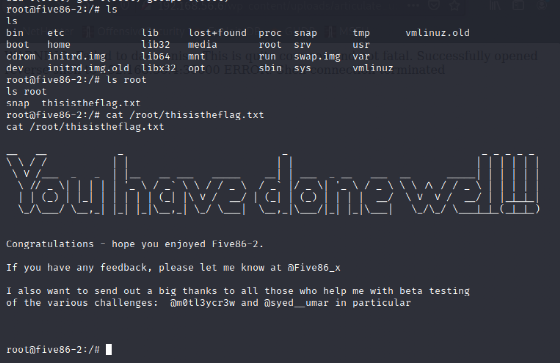 root@five86-2:/# ls
ls
bin etc lib lost+found proc snap tmp vmlinuz.old
boot home lib32 media root srv usr
cdrom initrd.img lib64 mnt run swap.img var
dev initrd.img.old libx32 opt sbin sys vmlinuz
root@five86-2:/# ls root
ls root
snap thisistheflag.txt
root@five86-2:/# cat /root/thisistheflag.txt
cat /root/thisistheflag.txt
You have done well!!!!!
Congratulations - hope you enjoyed Five86-2.
If you have any feedback, please let me know at @Five86_x
I also want to send out a big thanks to all those who help me with beta testing
of the various challenges: @m0tl3ycr3w and @syed__umar in particular
root@five86-2:/#